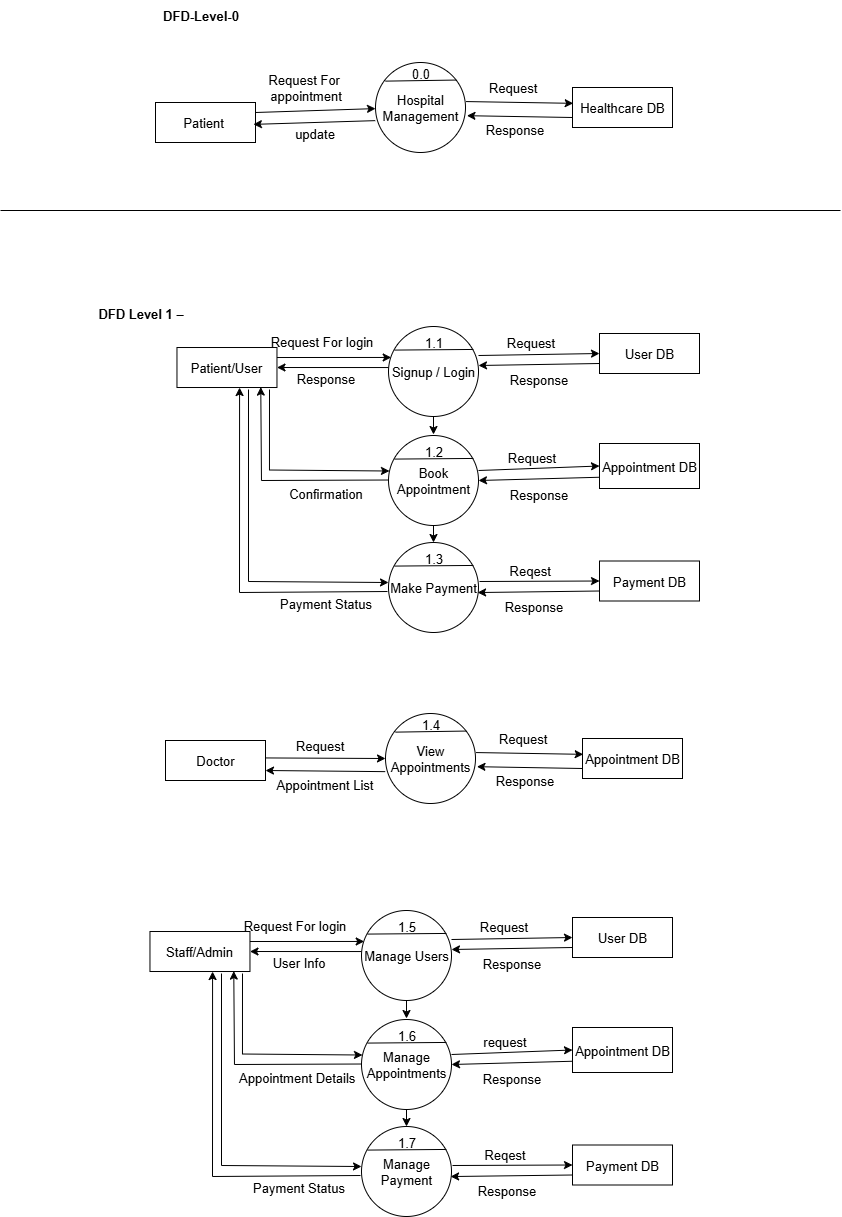 DFD-Level-0
Request For
appointment
Patient
update
0.0
Hospital
Management
Request
Response
Healthcare DB
DFD Level 1 –
Request For login
Patient/User
Response
1.1
Signup / Login
Request
Response
User DB
1.2
Book
Appointment
Confirmation
Request
Response
Appointment DB
1.3
Make Payment
Payment Status
Reqest
Response
Payment DB
Doctor
Request
Appointment List
1.4
View
Appointments
Request
Response
Appointment DB
Request For login
Staff/Admin
User Info
1.5
Manage Users
Request
Response
User DB
1.6
Manage
Appointments
Appointment Details
request
Response
Appointment DB
1.7
Manage
Payment
Payment Status
Reqest
Response
Payment DB